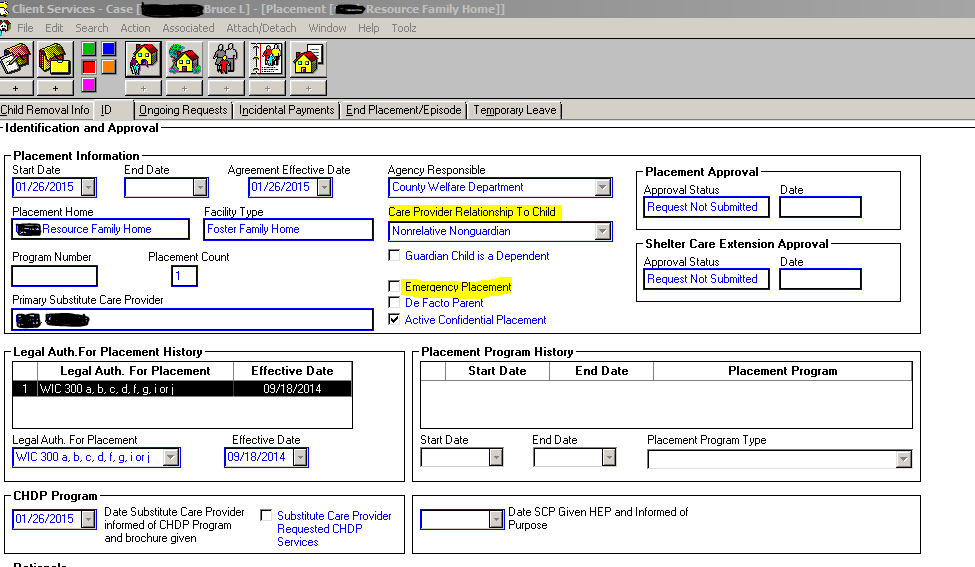 Client Services - Case [ Bruce L] - [Placement [ Resource Family Home]]
File Edit Search Action Associated Attach/Detach Window Help Toolz
+ + + + + + +
Child Removal Info ID Ongoing Requests Incidental Payments End Placement/Episode Temporary Leave
Identification and Approval
Placement Information
Start Date End Date Agreement Effective Date
01/26/2015 01/26/2015
Placement Home Facility Type
Resource Family Home Foster Family Home
Program Number Placement Count
1
Primary Substitute Care Provider
Agency Responsible
County Welfare Department
Care Provider Relationship To Child
Nonrelative Nonguardian
Guardian Child is a Dependent
Emergency Placement
De Facto Parent
Active Confidential Placement
Placement Approval
Approval Status Date
Request Not Submitted
Shelter Care Extension Approval
Approval Status Date
Request Not Submitted
Legal Auth.For Placement History
Legal Auth. For Placement Effective Date
1 WIC 300 a, b, c, d, f, g, i or j 09/18/2014
Legal Auth. For Placement Effective Date
WIC 300 a, b, c, d, f, g, i or j 09/18/2014
Placement Program History
Start Date End Date Placement Program
Start Date End Date Placement Program Type
CHDP Program
01/26/2015
Date Substitute Care Provider
informed of CHDP Program
and brochure given
Substitute Care Provider
Requested CHDP
Services
Date SCP Given HEP and Informed of
Purpose
Rationale